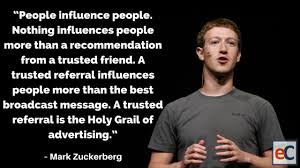 “People influence people.
Nothing influences people
more than a recommendation
from a trusted friend. A
trusted referral influences
people more than the best
broadcast message. A trusted
referral is the Holy Grail of
advertising.“
- Mark Zuckerberg
ec